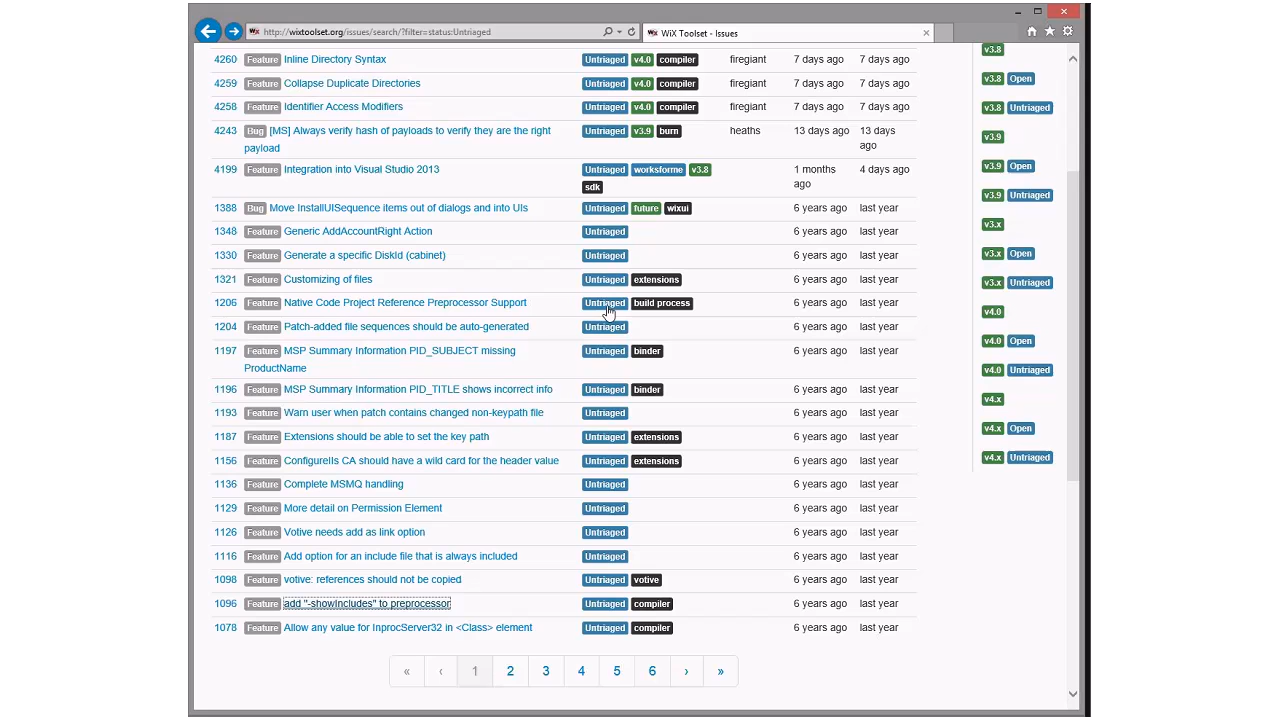 http://wixtoolset.org/issues/search/?filter=status:Untriaged
WiX Toolset - Issues
4260 Feature Inline Directory Syntax Untriaged v4.0 compiler firegiant 7 days ago 7 days ago
4259 Feature Collapse Duplicate Directories Untriaged v4.0 compiler firegiant 7 days ago 7 days ago
4258 Feature Identifier Access Modifiers Untriaged v4.0 compiler firegiant 7 days ago 7 days ago
4243 Bug [MS] Always verify hash of payloads to verify they are the right Untriaged v3.9 burn heaths 13 days ago 13 days
payload ago
4199 Feature Integration into Visual Studio 2013 Untriaged worksforme v3.8 1 months 4 days ago
sdk ago
1388 Bug Move InstallUISequence items out of dialogs and into UIs Untriaged future wixui 6 years ago last year
1348 Feature Generic AddAccountRight Action Untriaged 6 years ago last year
1330 Feature Generate a specific DiskId (cabinet) Untriaged 6 years ago last year
1321 Feature Customizing of files Untriaged extensions 6 years ago last year
1206 Feature Native Code Project Reference Preprocessor Support Untriaged build process 6 years ago last year
1204 Feature Patch-added file sequences should be auto-generated Untriaged 6 years ago last year
1197 Feature MSP Summary Information PID_SUBJECT missing Untriaged binder 6 years ago last year
ProductName
1196 Feature MSP Summary Information PID_TITLE shows incorrect info Untriaged binder 6 years ago last year
1193 Feature Warn user when patch contains changed non-keypath file Untriaged 6 years ago last year
1187 Feature Extensions should be able to set the key path Untriaged extensions 6 years ago last year
1156 Feature ConfigureIIs CA should have a wild card for the header value Untriaged extensions 6 years ago last year
1136 Feature Complete MSMQ handling Untriaged 6 years ago last year
1129 Feature More detail on Permission Element Untriaged 6 years ago last year
1126 Feature Votive needs add as link option Untriaged 6 years ago last year
1116 Feature Add option for an include file that is always included Untriaged 6 years ago last year
1098 Feature votive: references should not be copied Untriaged votive 6 years ago last year
1096 Feature add "-showIncludes" to preprocessor Untriaged compiler 6 years ago last year
1078 Feature Allow any value for InprocServer32 in <Class> element Untriaged compiler 6 years ago last year
« ‹ 1 2 3 4 5 6 › »
v3.8
v3.8 Open
v3.8 Untriaged
v3.9
v3.9 Open
v3.9 Untriaged
v3.x
v3.x Open
v3.x Untriaged
v4.0
v4.0 Open
v4.0 Untriaged
v4.x
v4.x Open
v4.x Untriaged